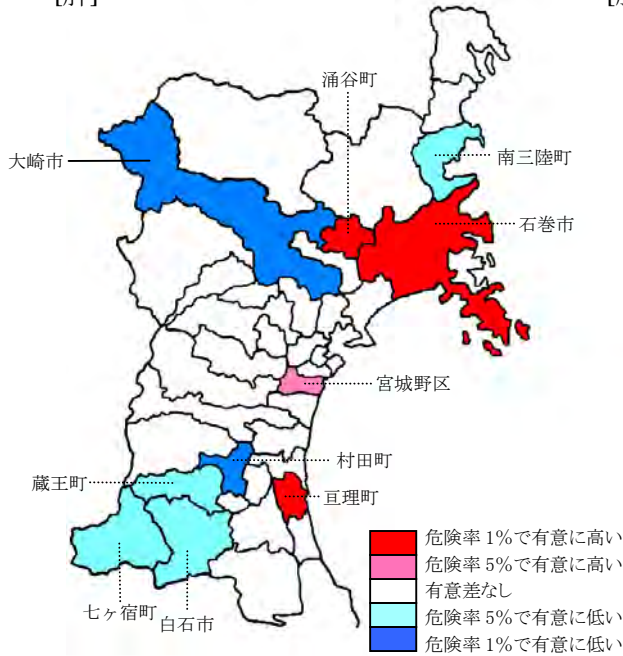 涌谷町
大崎市
南三陸町
石巻市
宮城野区
村田町
蔵王町
亘理町
七ヶ宿町
白石市
危険率1%で有意に高い
危険率5%で有意に高い
有意差なし
危険率5%で有意に低い
危険率1%で有意に低い